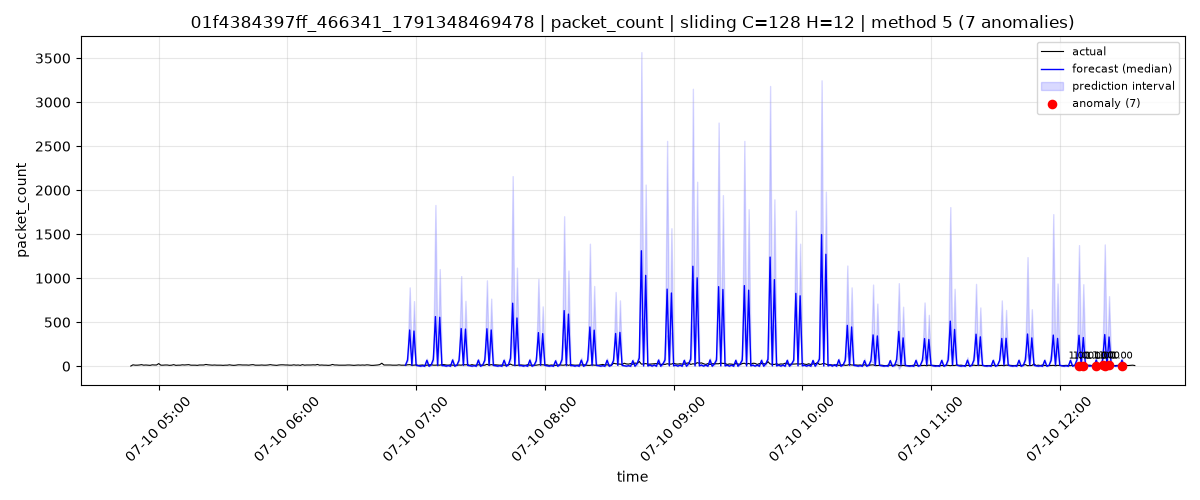 01f4384397ff_466341_1791348469478 | packet_count | sliding C=128 H=12 | method 5 (7 anomalies)
actual
forecast (median)
prediction interval
anomaly (7)
packet_count
3500
3000
2500
2000
1500
1000
500
0
07-10 05:00
07-10 06:00
07-10 07:00
07-10 08:00
07-10 09:00
07-10 10:00
07-10 11:00
07-10 12:00
time